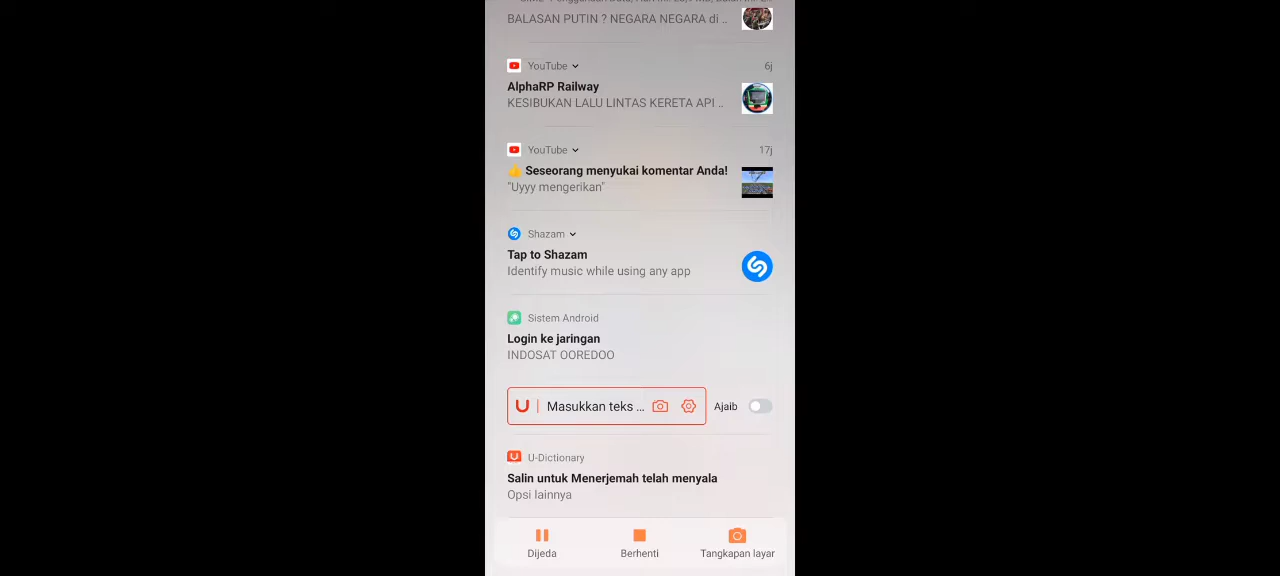 BALASAN PUTIN ? NEGARA NEGARA di ..
YouTube 6j
AlphaRP Railway
KESIBUKAN LALU LINTAS KERETA API ..
YouTube 17j
👍 Seseorang menyukai komentar Anda!
"Uyyy mengerikan"
Shazam
Tap to Shazam
Identify music while using any app
Sistem Android
Login ke jaringan
INDOSAT OOREDOO
U | Masukkan teks ... Ajaib
U-Dictionary
Salin untuk Menerjemah telah menyala
Opsi lainnya
Dijeda Berhenti Tangkapan layar